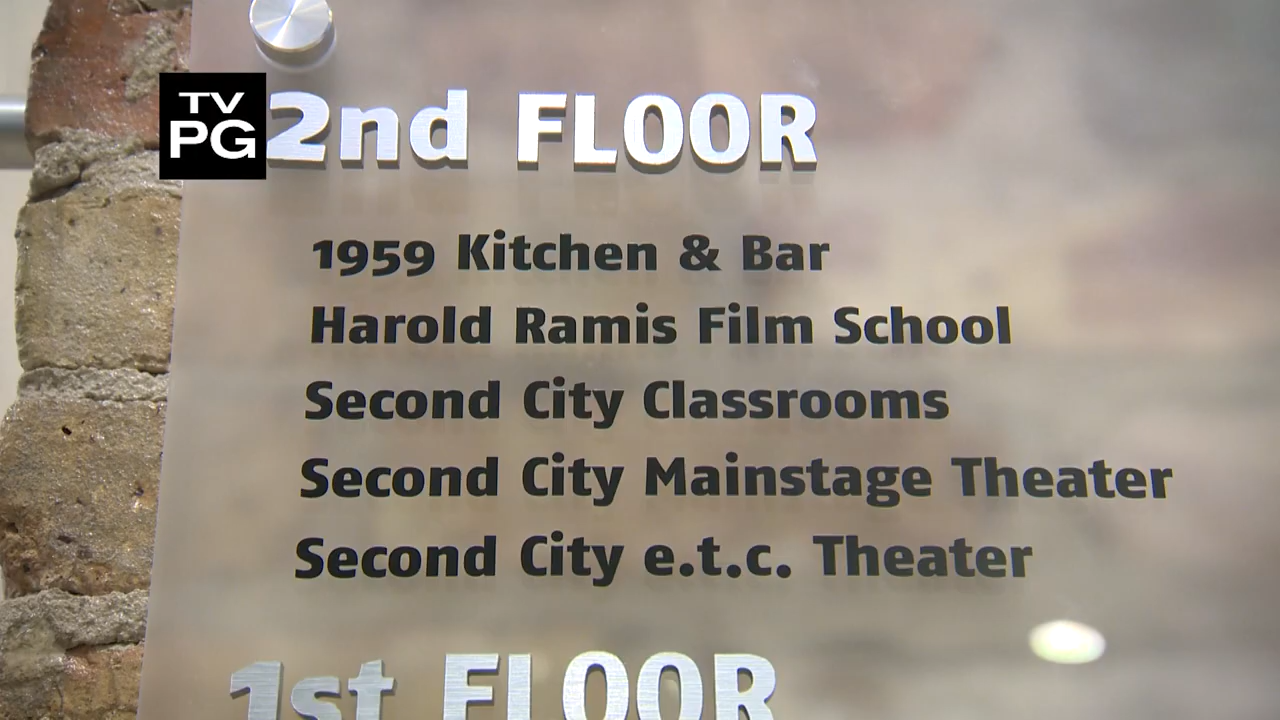 TV
PG
2nd FLOOR
1959 Kitchen & Bar
Harold Ramis Film School
Second City Classrooms
Second City Mainstage Theater
Second City e.t.c. Theater
1st FLOOR